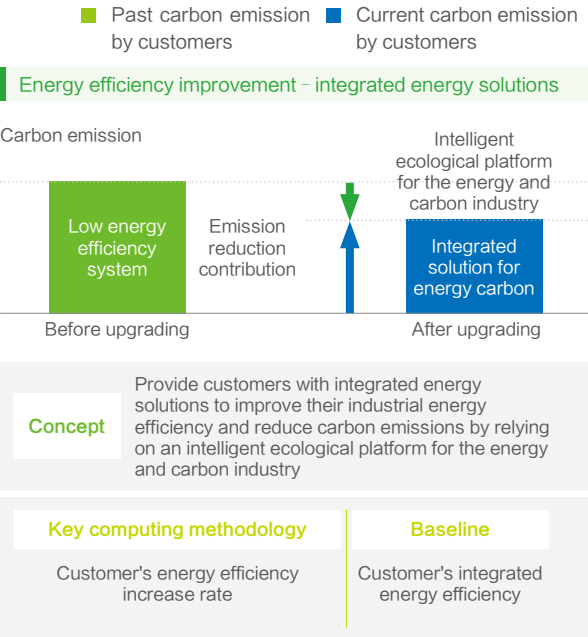 Past carbon emission
by customers
Current carbon emission
by customers
Energy efficiency improvement - integrated energy solutions
Carbon emission
Intelligent
ecological platform
for the energy and
carbon industry
Low energy
efficiency
system
Emission
reduction
contribution
Integrated
solution for
energy carbon
Before upgrading
After upgrading
Concept
Provide customers with integrated energy
solutions to improve their industrial energy
efficiency and reduce carbon emissions by relying
on an intelligent ecological platform for the energy
and carbon industry
Key computing methodology
Baseline
Customer's energy efficiency
increase rate
Customer's integrated
energy efficiency